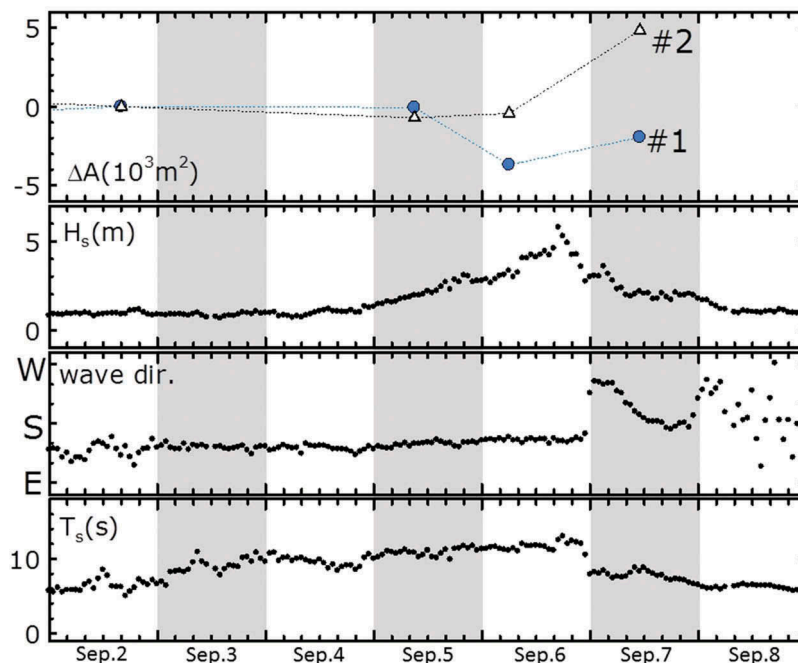 5
#2
0
#1
-5
ΔA(10³m²)
Hₛ(m)
5
0
W
wave dir.
S
E
Tₛ(s)
10
0
Sep.2 Sep.3 Sep.4 Sep.5 Sep.6 Sep.7 Sep.8